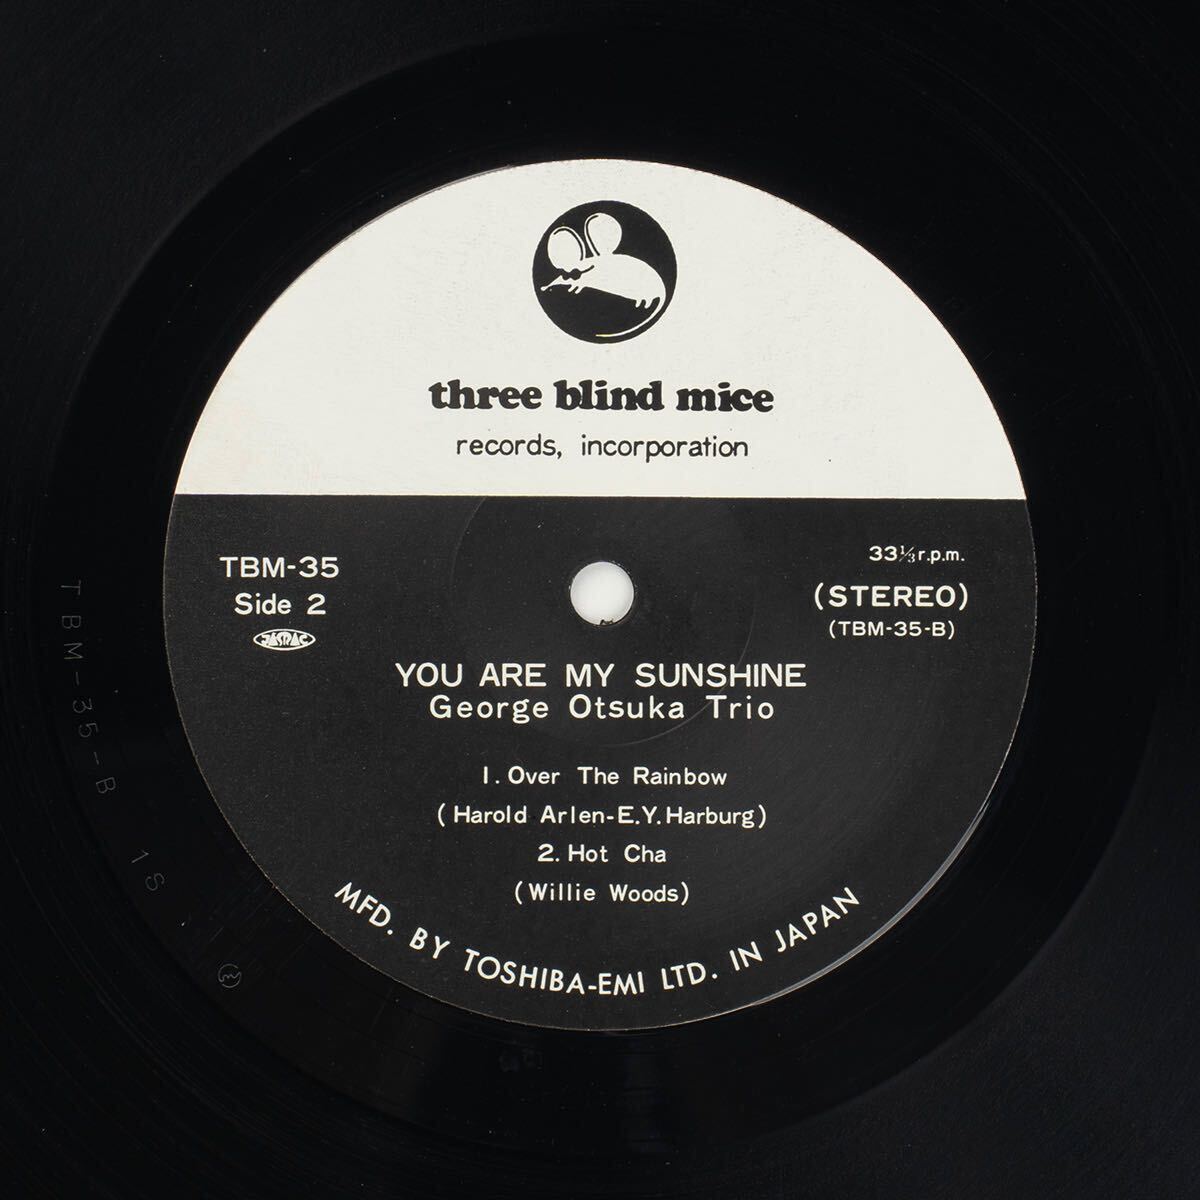 three blind mice
records, incorporation
TBM-35
Side 2
JASRAC
33⅓ r.p.m.
(STEREO)
(TBM-35-B)
YOU ARE MY SUNSHINE
George Otsuka Trio
1. Over The Rainbow
(Harold Arlen-E.Y. Harburg)
2. Hot Cha
(Willie Woods)
MFD. BY TOSHIBA-EMI LTD. IN JAPAN
TBM-35-B 1S